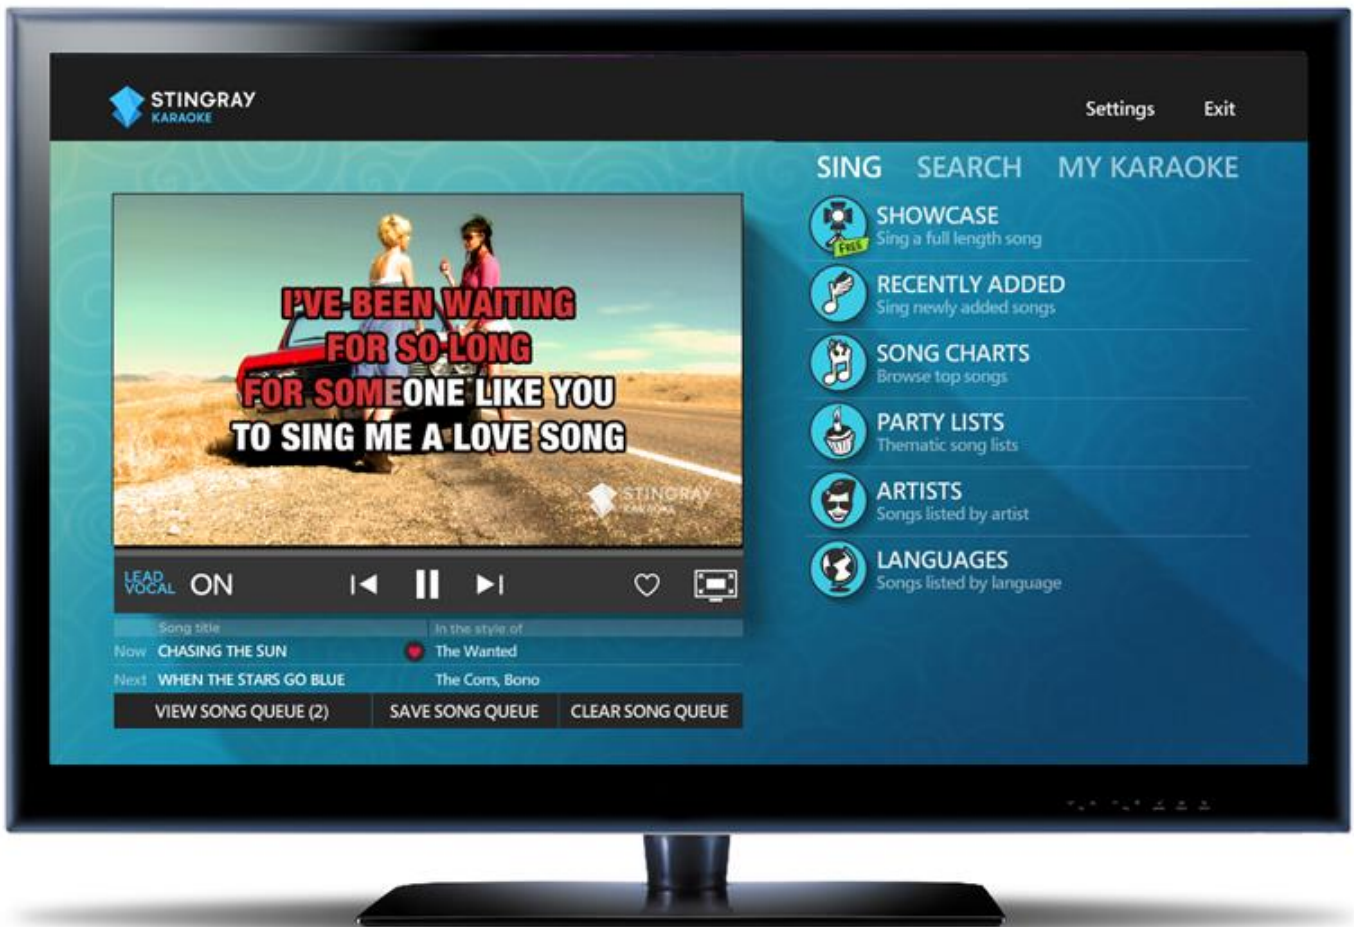 STINGRAY
KARAOKE
Settings Exit
SING SEARCH MY KARAOKE
I'VE BEEN WAITING
FOR SO LONG
FOR SOMEONE LIKE YOU
TO SING ME A LOVE SONG
STINGRAY
KARAOKE
LEAD VOCAL ON
Song title In the style of
Now CHASING THE SUN The Wanted
Next WHEN THE STARS GO BLUE The Corrs, Bono
VIEW SONG QUEUE (2) SAVE SONG QUEUE CLEAR SONG QUEUE
SHOWCASE
FREE
Sing a full length song
RECENTLY ADDED
Sing newly added songs
SONG CHARTS
Browse top songs
PARTY LISTS
Thematic song lists
ARTISTS
Songs listed by artist
LANGUAGES
Songs listed by language